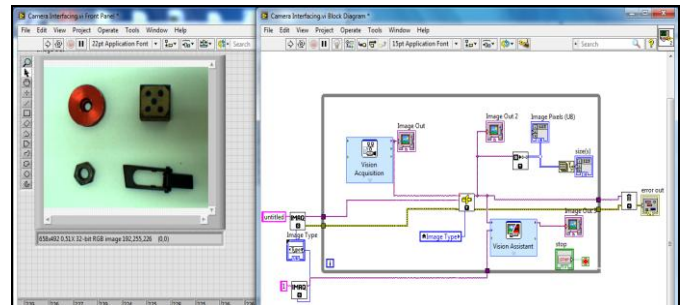 Camera Interfacing.vi Front Panel *
File Edit View Project Operate Tools Window Help
22pt Application Font
Search
658x492 0.51X 32-bit RGB image 192,255,226 (0,0)
Camera Interfacing.vi Block Diagram *
File Edit View Project Operate Tools Window Help
15pt Application Font
Search
Image Out
Image Out 2
Image Pixels (U8)
size(s)
Vision
Acquisition
error out
untitled
IMAQ
Image Type
Image Type
Image Out 3
Vision Assistant
stop
i
1
IMAQ